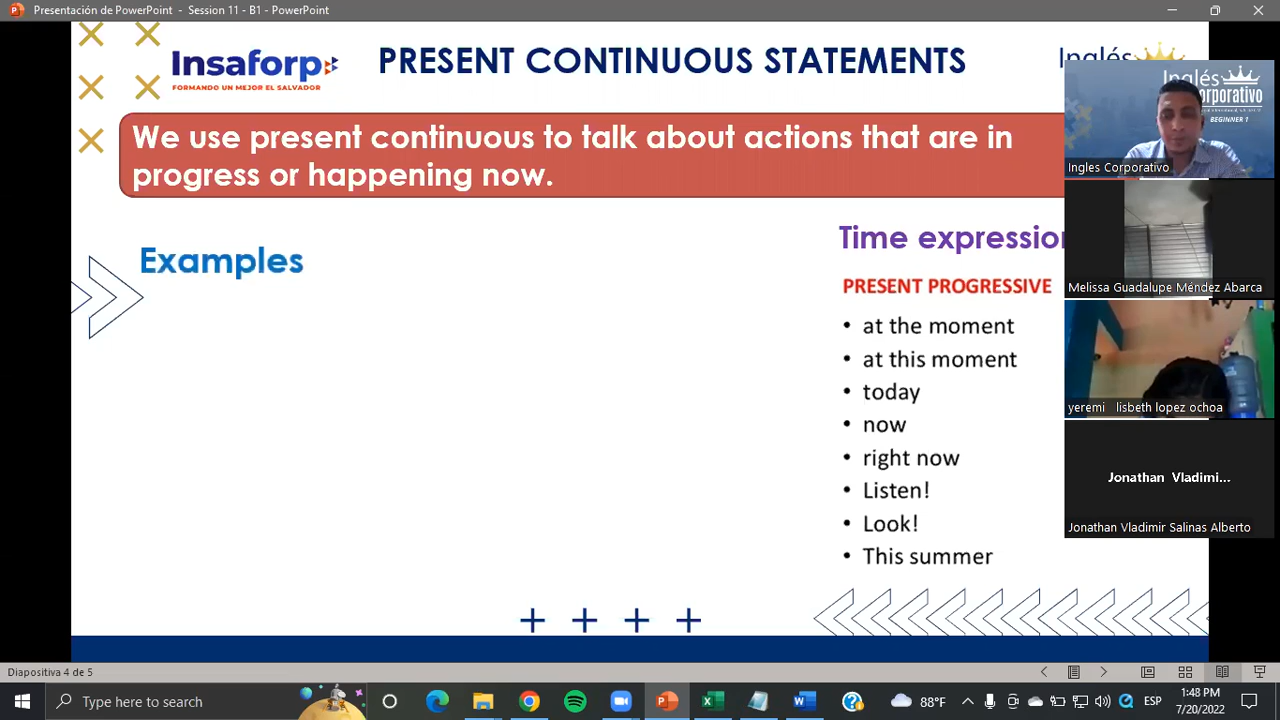 Presentación de PowerPoint - Session 11 - B1 - PowerPoint
Insaforp
FORMANDO UN MEJOR EL SALVADOR
PRESENT CONTINUOUS STATEMENTS
Inglés
We use present continuous to talk about actions that are in
progress or happening now.
Examples
Time expression
PRESENT PROGRESSIVE
• at the moment
• at this moment
• today
• now
• right now
• Listen!
• Look!
• This summer
Inglés
orporativo
BEGINNER 1
Ingles Corporativo
Melissa Guadalupe Méndez Abarca
yeremi lisbeth lopez ochoa
Jonathan Vladimi...
Jonathan Vladimir Salinas Alberto
Diapositiva 4 de 5
Type here to search
88°F
ESP
1:48 PM
7/20/2022